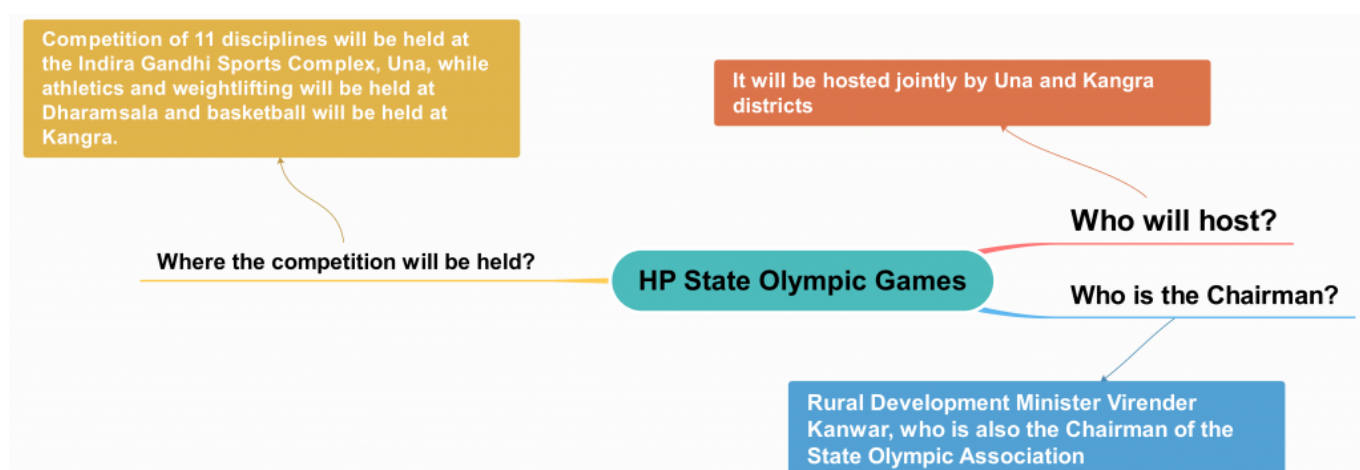 Competition of 11 disciplines will be held at
the Indira Gandhi Sports Complex, Una, while
athletics and weightlifting will be held at
Dharamsala and basketball will be held at
Kangra.
It will be hosted jointly by Una and Kangra
districts
Who will host?
Where the competition will be held?
HP State Olympic Games
Who is the Chairman?
Rural Development Minister Virender
Kanwar, who is also the Chairman of the
State Olympic Association